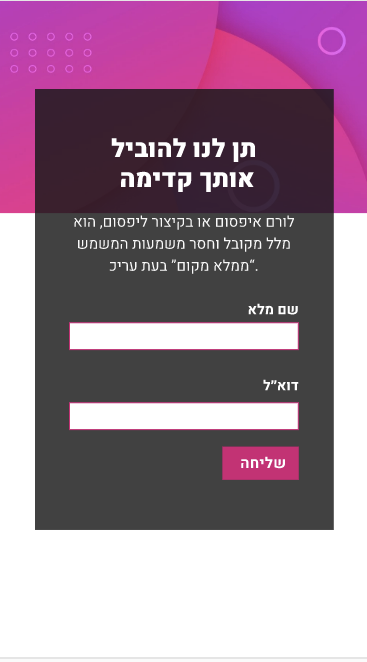 תן לנו להוביל
אותך קדימה
לורם איפסום או בקיצור ליפסום, הוא
מלל מקובל וחסר משמעות המשמש
"ממלא מקום" בעת עריכ.
שם מלא
דוא"ל
שליחה